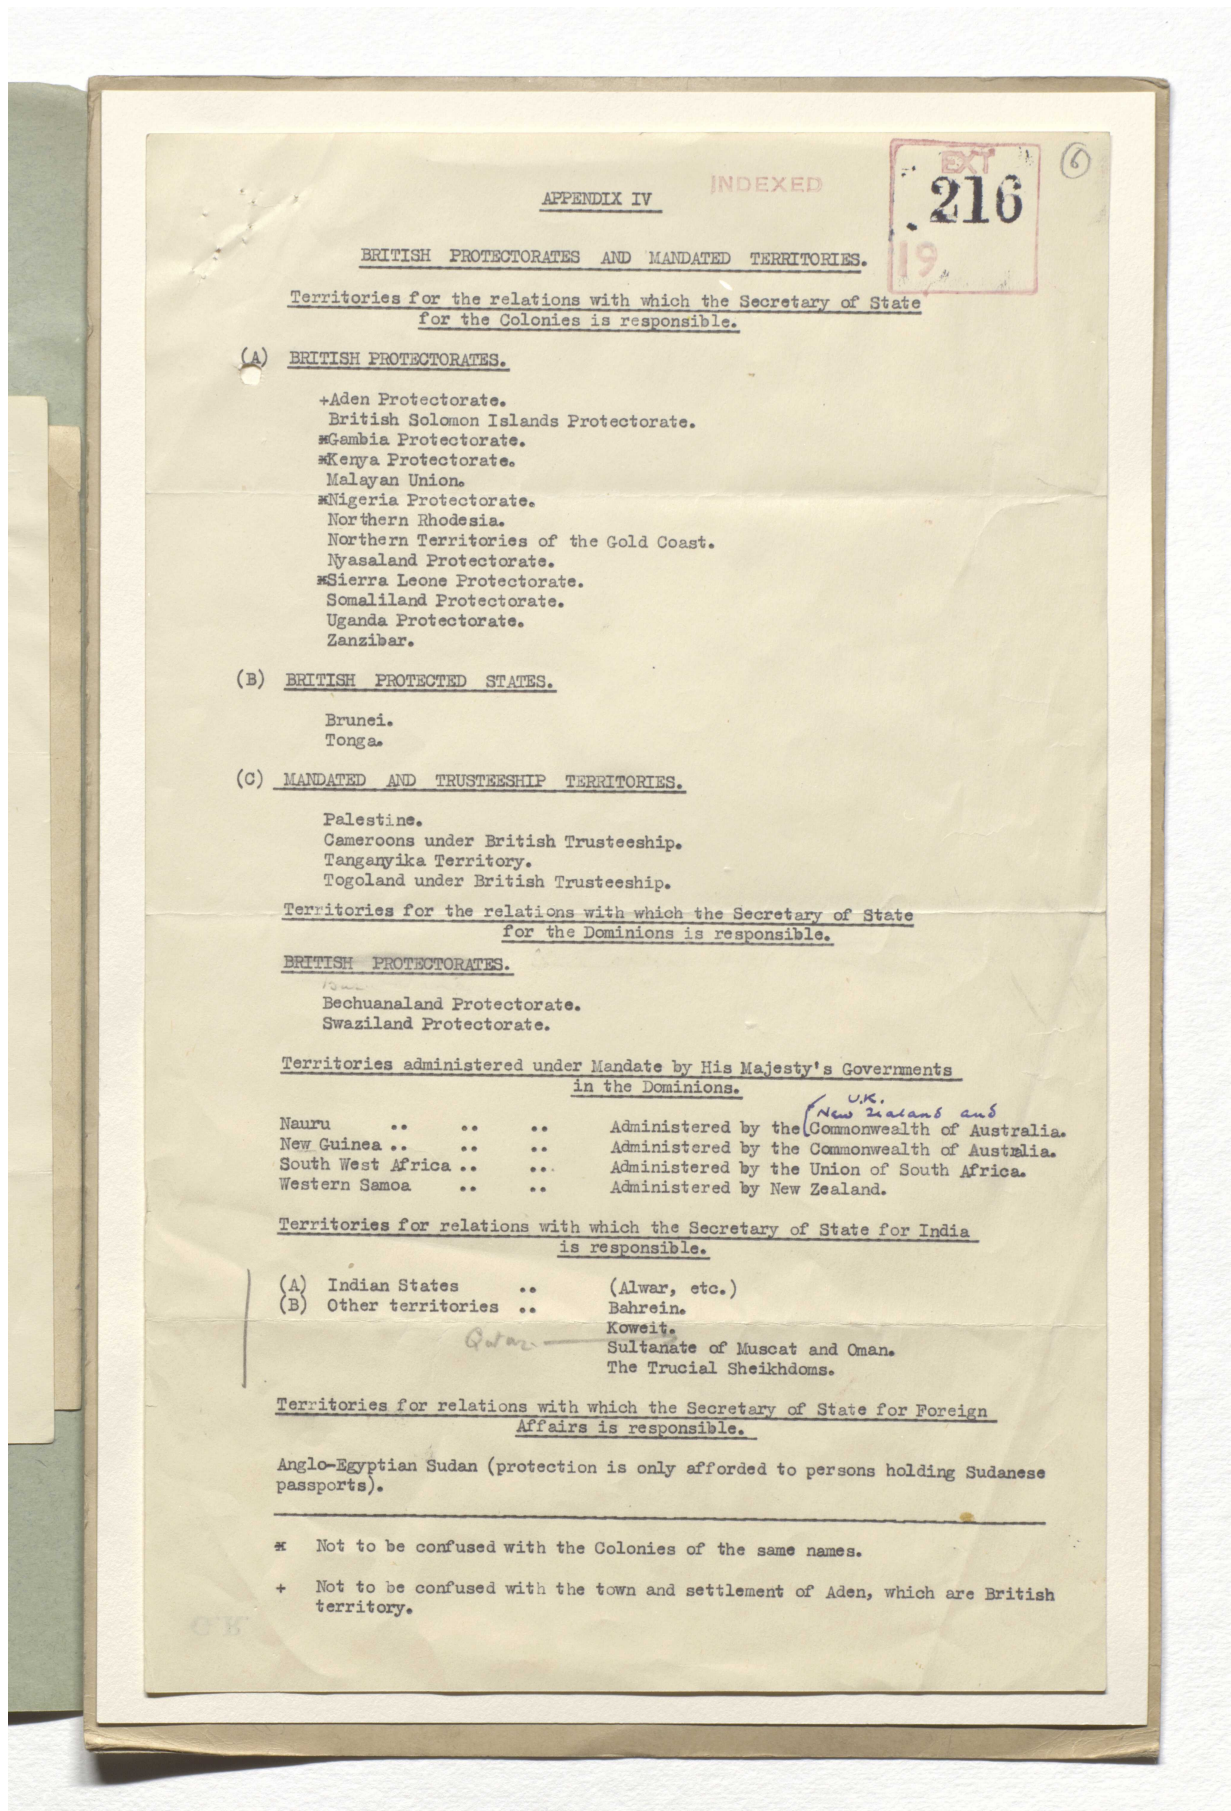 6
EXT
216
19
INDEXED
APPENDIX IV
BRITISH PROTECTORATES AND MANDATED TERRITORIES.
Territories for the relations with which the Secretary of State
for the Colonies is responsible.
(A) BRITISH PROTECTORATES.
+Aden Protectorate.
British Solomon Islands Protectorate.
*Gambia Protectorate.
*Kenya Protectorate.
Malayan Union.
*Nigeria Protectorate.
Northern Rhodesia.
Northern Territories of the Gold Coast.
Nyasaland Protectorate.
*Sierra Leone Protectorate.
Somaliland Protectorate.
Uganda Protectorate.
Zanzibar.
(B) BRITISH PROTECTED STATES.
Brunei.
Tonga.
(C) MANDATED AND TRUSTEESHIP TERRITORIES.
Palestine.
Cameroons under British Trusteeship.
Tanganyika Territory.
Togoland under British Trusteeship.
Territories for the relations with which the Secretary of State
for the Dominions is responsible.
BRITISH PROTECTORATES.
Bechuanaland Protectorate.
Swaziland Protectorate.
Territories administered under Mandate by His Majesty's Governments
in the Dominions.
U.K.
New Zealand and
Nauru .. .. .. Administered by the Commonwealth of Australia.
New Guinea .. .. .. Administered by the Commonwealth of Australia.
South West Africa .. .. Administered by the Union of South Africa.
Western Samoa .. .. Administered by New Zealand.
Territories for relations with which the Secretary of State for India
is responsible.
(A) Indian States .. (Alwar, etc.)
(B) Other territories .. Bahrein.
Koweit.
Qatar
Sultanate of Muscat and Oman.
The Trucial Sheikhdoms.
Territories for relations with which the Secretary of State for Foreign
Affairs is responsible.
Anglo-Egyptian Sudan (protection is only afforded to persons holding Sudanese
passports).
* Not to be confused with the Colonies of the same names.
+ Not to be confused with the town and settlement of Aden, which are British
territory.